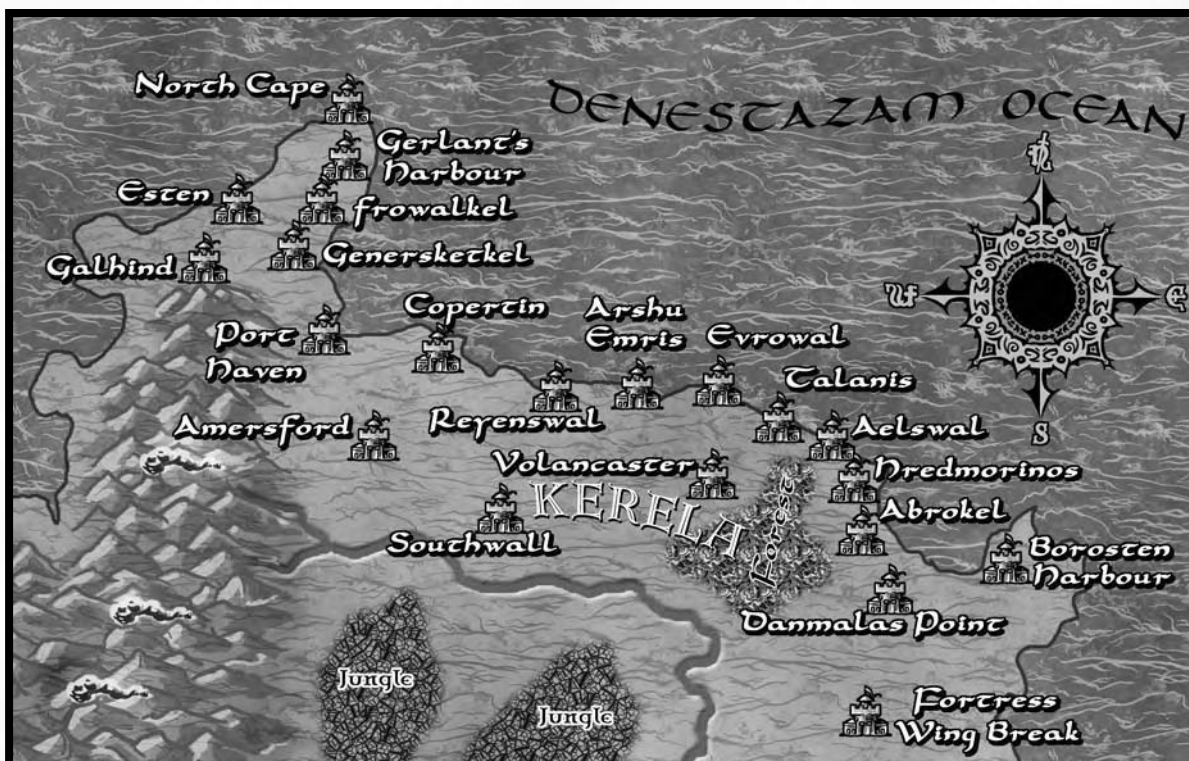 North Cape
DENESTAZAM OCEAN
Gerlant's
Harbour
N
Esten
Frowalkel
Galhind
Genersketkel
W
E
Copertin
Arshu
Emris
Evrowal
Port
Haven
Talanis
Reyenswal
S
Amersford
Aelswal
Volancaster
Hredmorinos
KERELA
Forest
Abrokel
Southwall
Borosten
Harbour
Danmalas Point
Jungle
Jungle
Fortress
Wing Break